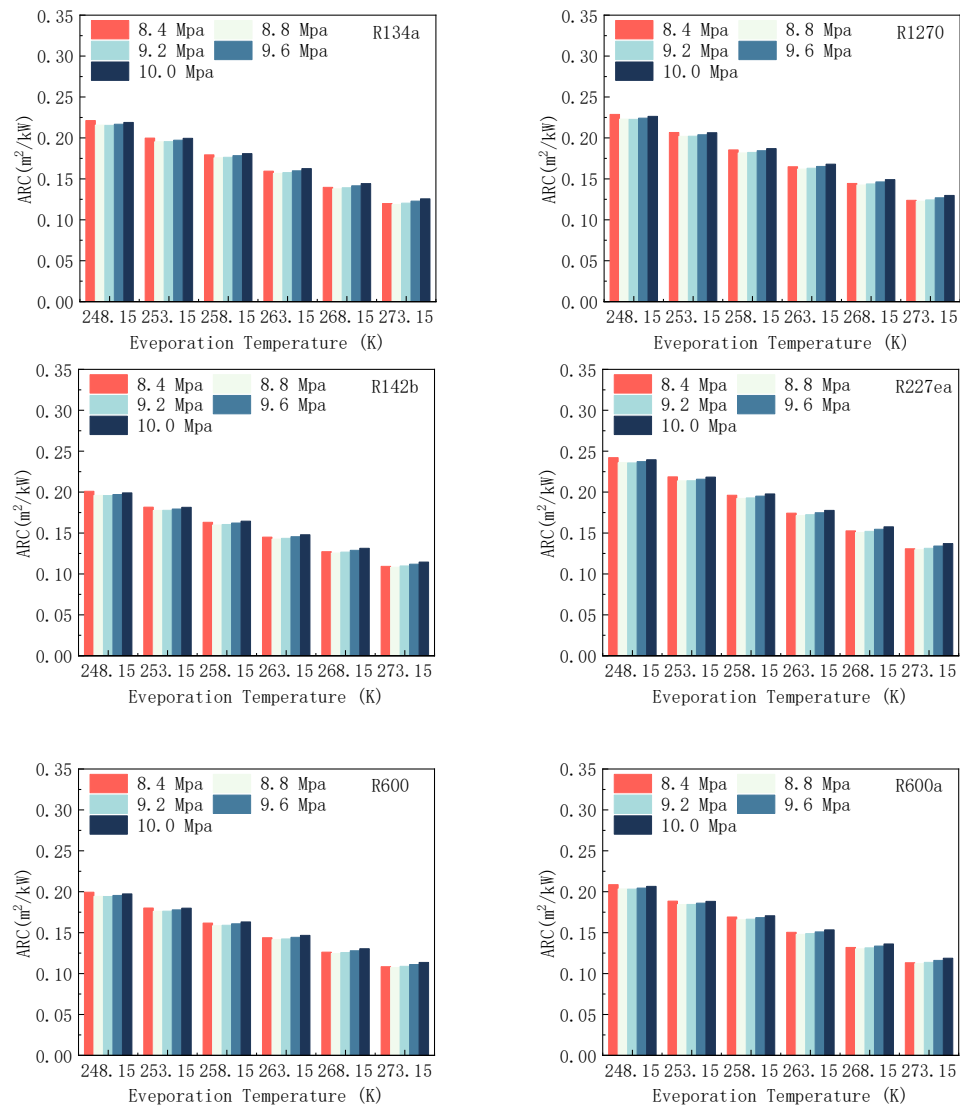 0.35
0.30
0.25
0.20
0.15
0.10
0.05
0.00
ARC(m²/kW)
8.4 Mpa
8.8 Mpa
9.2 Mpa
9.6 Mpa
10.0 Mpa
R134a
248.15 253.15 258.15 263.15 268.15 273.15
Eveporation Temperature (K)
0.35
0.30
0.25
0.20
0.15
0.10
0.05
0.00
ARC(m²/kW)
8.4 Mpa
8.8 Mpa
9.2 Mpa
9.6 Mpa
10.0 Mpa
R1270
248.15 253.15 258.15 263.15 268.15 273.15
Eveporation Temperature (K)
0.35
0.30
0.25
0.20
0.15
0.10
0.05
0.00
ARC(m²/kW)
8.4 Mpa
8.8 Mpa
9.2 Mpa
9.6 Mpa
10.0 Mpa
R142b
248.15 253.15 258.15 263.15 268.15 273.15
Eveporation Temperature (K)
0.35
0.30
0.25
0.20
0.15
0.10
0.05
0.00
ARC(m²/kW)
8.4 Mpa
8.8 Mpa
9.2 Mpa
9.6 Mpa
10.0 Mpa
R227ea
248.15 253.15 258.15 263.15 268.15 273.15
Eveporation Temperature (K)
0.35
0.30
0.25
0.20
0.15
0.10
0.05
0.00
ARC(m²/kW)
8.4 Mpa
8.8 Mpa
9.2 Mpa
9.6 Mpa
10.0 Mpa
R600
248.15 253.15 258.15 263.15 268.15 273.15
Eveporation Temperature (K)
0.35
0.30
0.25
0.20
0.15
0.10
0.05
0.00
ARC(m²/kW)
8.4 Mpa
8.8 Mpa
9.2 Mpa
9.6 Mpa
10.0 Mpa
R600a
248.15 253.15 258.15 263.15 268.15 273.15
Eveporation Temperature (K)